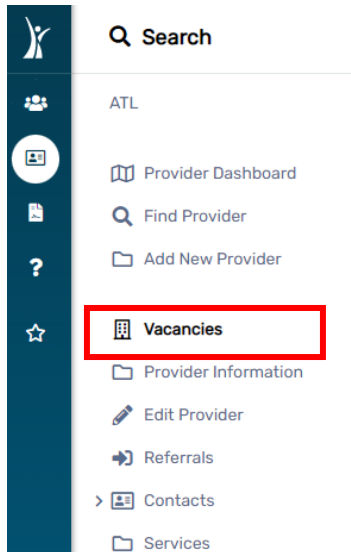 Search
ATL
Provider Dashboard
Find Provider
Add New Provider
Vacancies
Provider Information
Edit Provider
Referrals
Contacts
Services